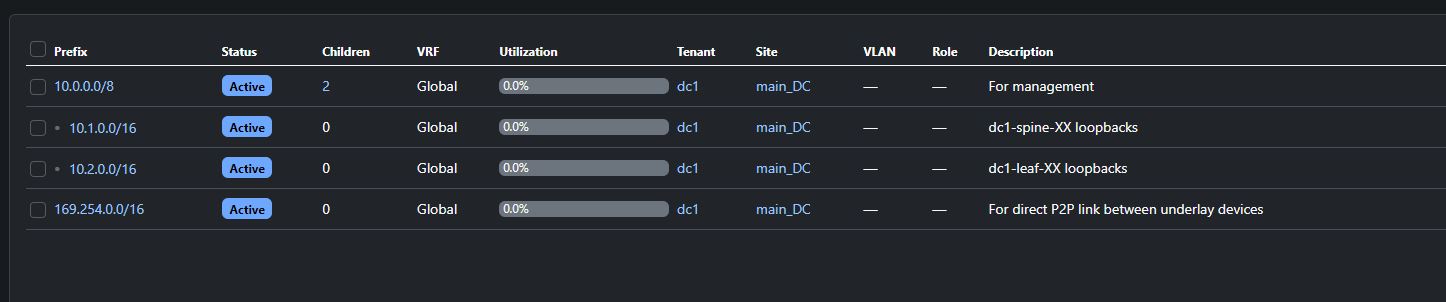 Prefix Status Children VRF Utilization Tenant Site VLAN Role Description
10.0.0.0/8 Active 2 Global 0.0% dc1 main_DC — — For management
• 10.1.0.0/16 Active 0 Global 0.0% dc1 main_DC — — dc1-spine-XX loopbacks
• 10.2.0.0/16 Active 0 Global 0.0% dc1 main_DC — — dc1-leaf-XX loopbacks
169.254.0.0/16 Active 0 Global 0.0% dc1 main_DC — — For direct P2P link between underlay devices